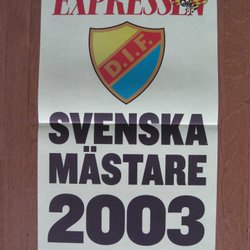 EXPRESSEN
D.I.F.
SVENSKA
MÄSTARE
2003